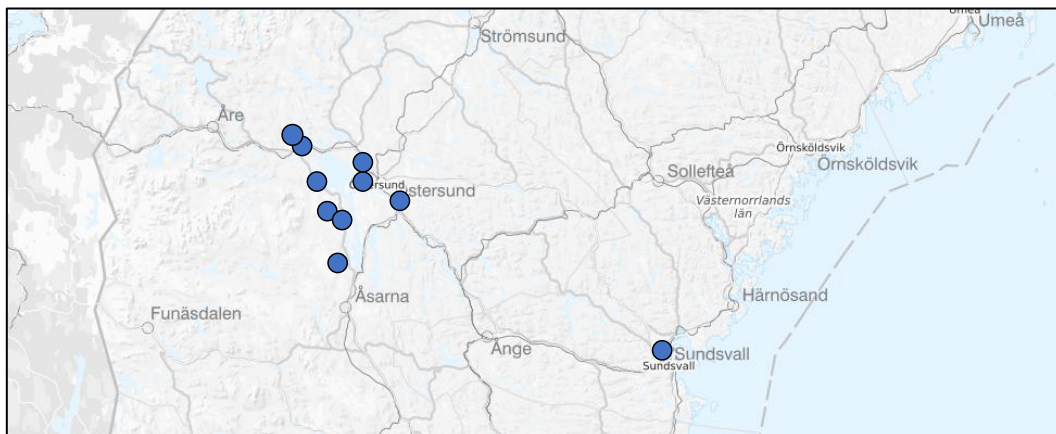 Umeå
Umeå
Strömsund
Åre
Örnsköldsvik
Örnsköldsvik
Sollefteå
Östersund
Västernorrlands
län
Härnösand
Åsarna
Funäsdalen
Ånge
Sundsvall
Sundsvall